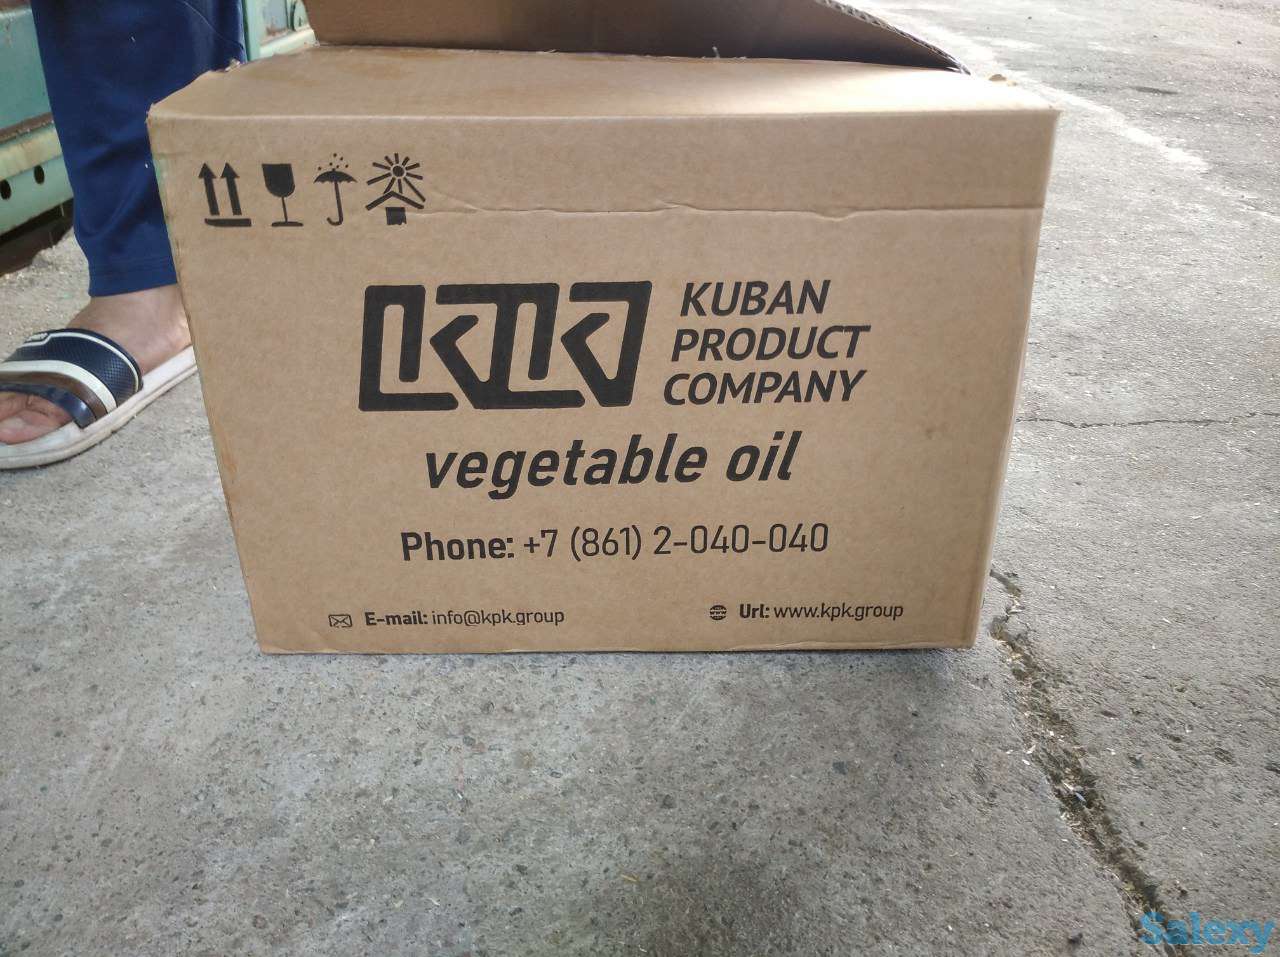 КПК
KUBAN
PRODUCT
COMPANY
vegetable oil
Phone: +7 (861) 2-040-040
E-mail: info@kpk.group
Url: www.kpk.group
Salexy